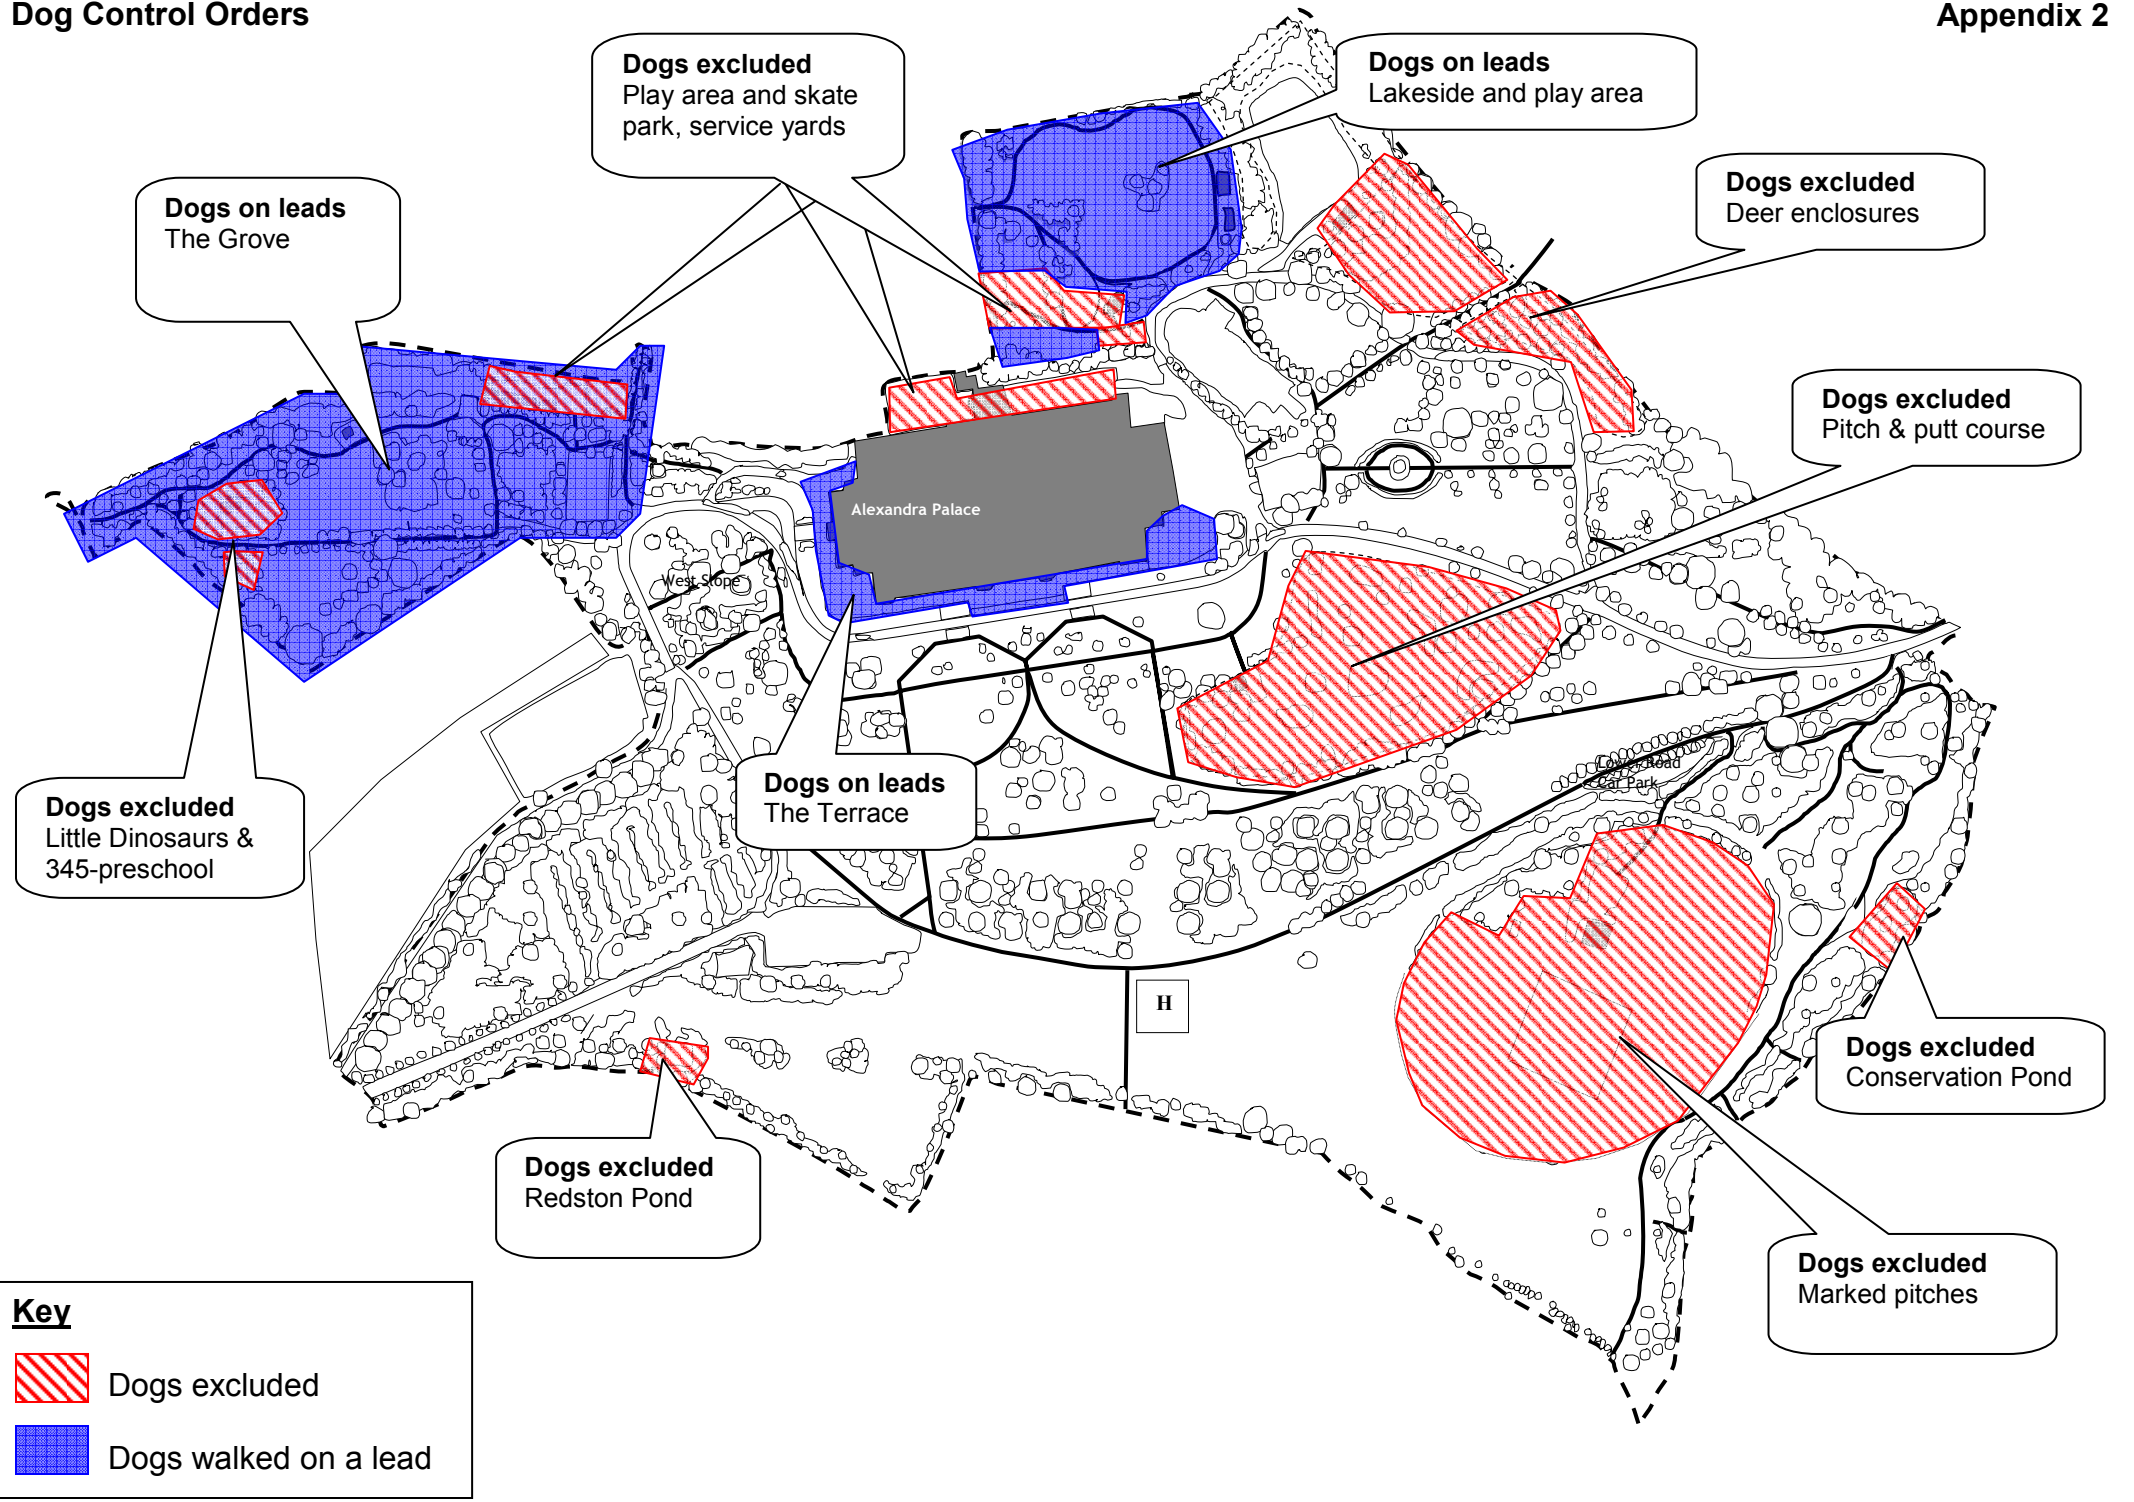 Dog Control Orders
Appendix 2
Dogs excluded
Play area and skate
park, service yards
Dogs on leads
Lakeside and play area
Dogs excluded
Deer enclosures
Dogs on leads
The Grove
Dogs excluded
Pitch & putt course
Alexandra Palace
West Slope
Lower Road
Car Park
Dogs on leads
The Terrace
Dogs excluded
Little Dinosaurs &
345-preschool
H
Dogs excluded
Conservation Pond
Dogs excluded
Redston Pond
Dogs excluded
Marked pitches
Key
Dogs excluded
Dogs walked on a lead